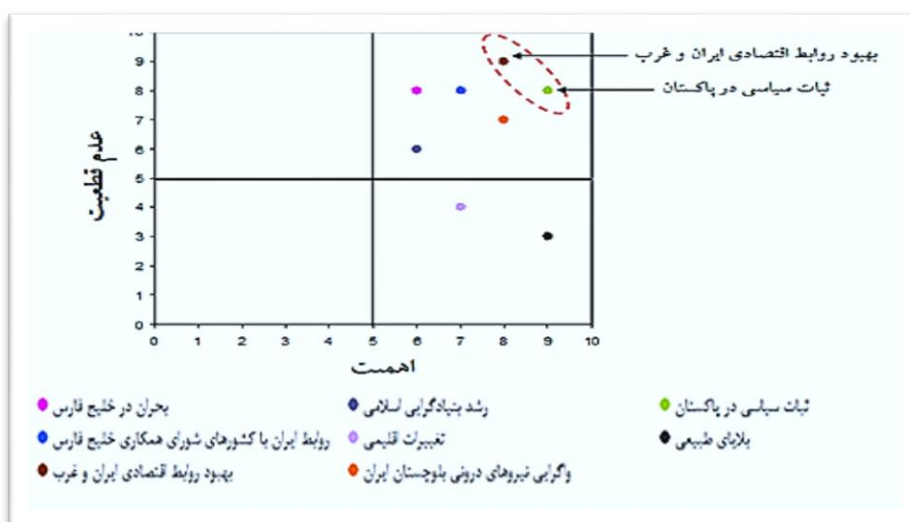 10
9
8
7
6
5
4
3
2
1
0
عدم قطعیت
بهبود روابط اقتصادی ایران و غرب
ثبات سیاسی در پاکستان
0 1 2 3 4 5 6 7 8 9 10
اهمیت
بحران در خلیج فارس
رشد بنیادگرایی اسلامی
ثبات سیاسی در پاکستان
روابط ایران با کشورهای شورای همکاری خلیج فارس
تغییرات اقلیمی
بلایای طبیعی
بهبود روابط اقتصادی ایران و غرب
واگرایی نیروهای درونی بلوچستان ایران